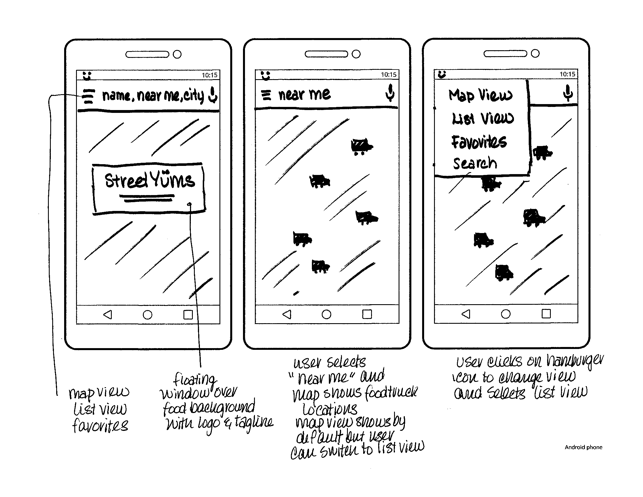 10:15
name, near me, city
StreetYüms
map view
list view
favorites
floating
window over
food background
with logo & tagline
10:15
near me
user selects
"near me" and
map shows foodtruck
locations
map view shows by
default but user
can switch to list view
10:15
Map View
List View
Favorites
Search
user clicks on hamburger
icon to change view
and selects list view
Android phone